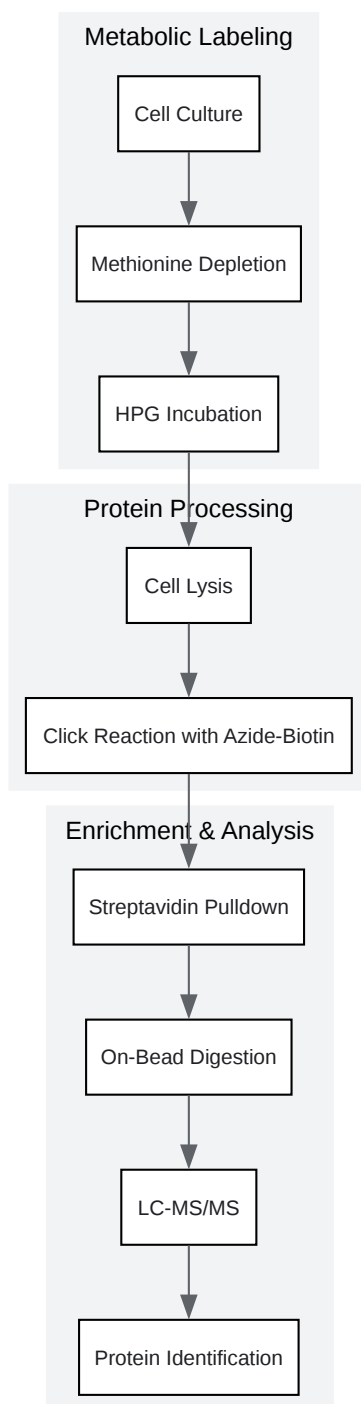 Metabolic Labeling
Cell Culture
Methionine Depletion
HPG Incubation
Protein Processing
Cell Lysis
Click Reaction with Azide-Biotin
Enrichment & Analysis
Streptavidin Pulldown
On-Bead Digestion
LC-MS/MS
Protein Identification